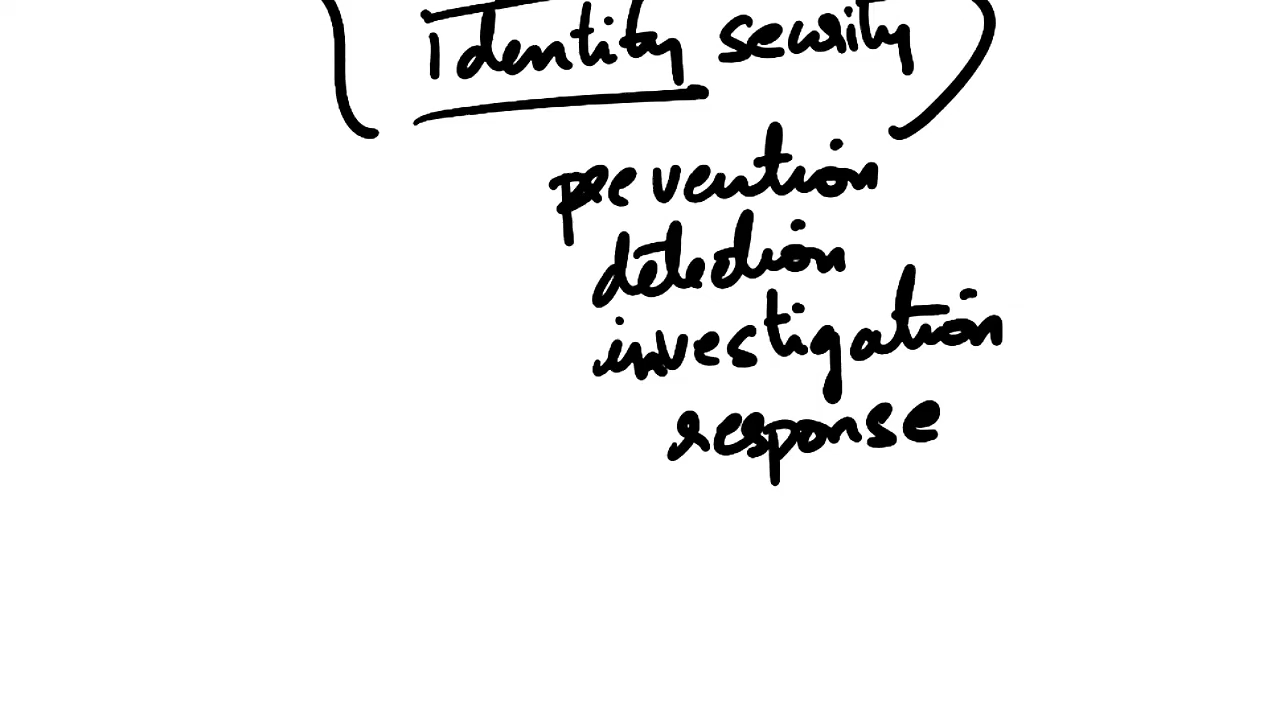 Identity security
prevention
detection
investigation
response